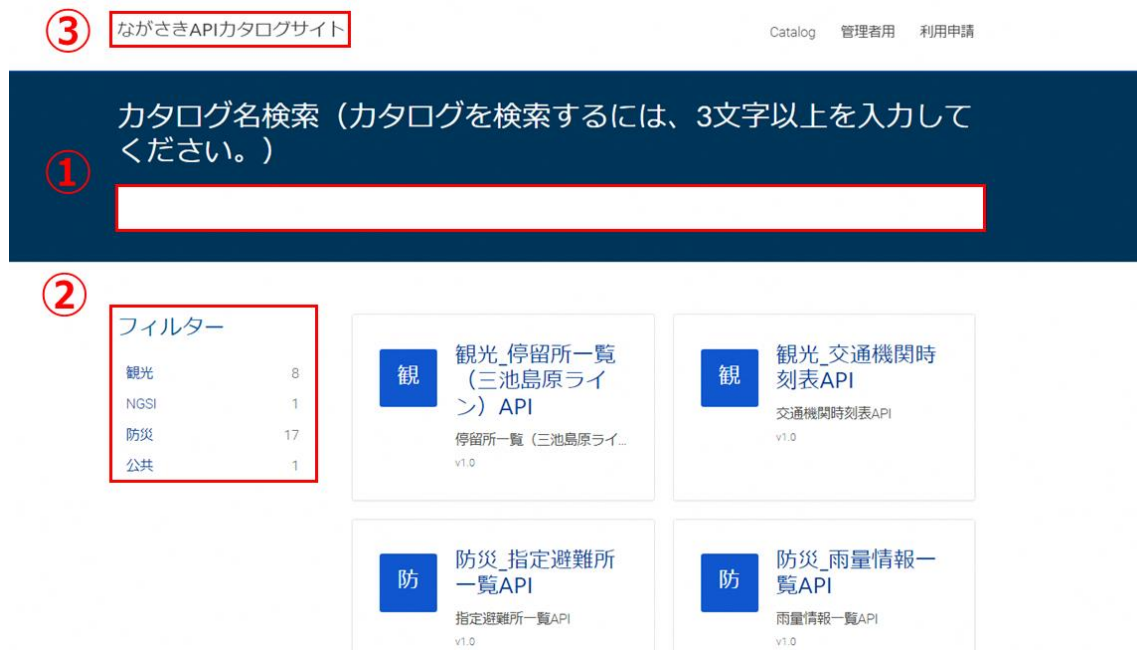 ③ ながさきAPIカタログサイト
Catalog 管理者用 利用申請
カタログ名検索（カタログを検索するには、3文字以上を入力して
ください。）
①
②
フィルター
観光 8
NGSI 1
防災 17
公共 1
観
観光_停留所一覧
（三池島原ライ
ン）API
停留所一覧（三池島原ライ...
v1.0
観
観光_交通機関時
刻表API
交通機関時刻表API
v1.0
防
防災_指定避難所
一覧API
指定避難所一覧API
v1.0
防
防災_雨量情報一
覧API
雨量情報一覧API
v1.0